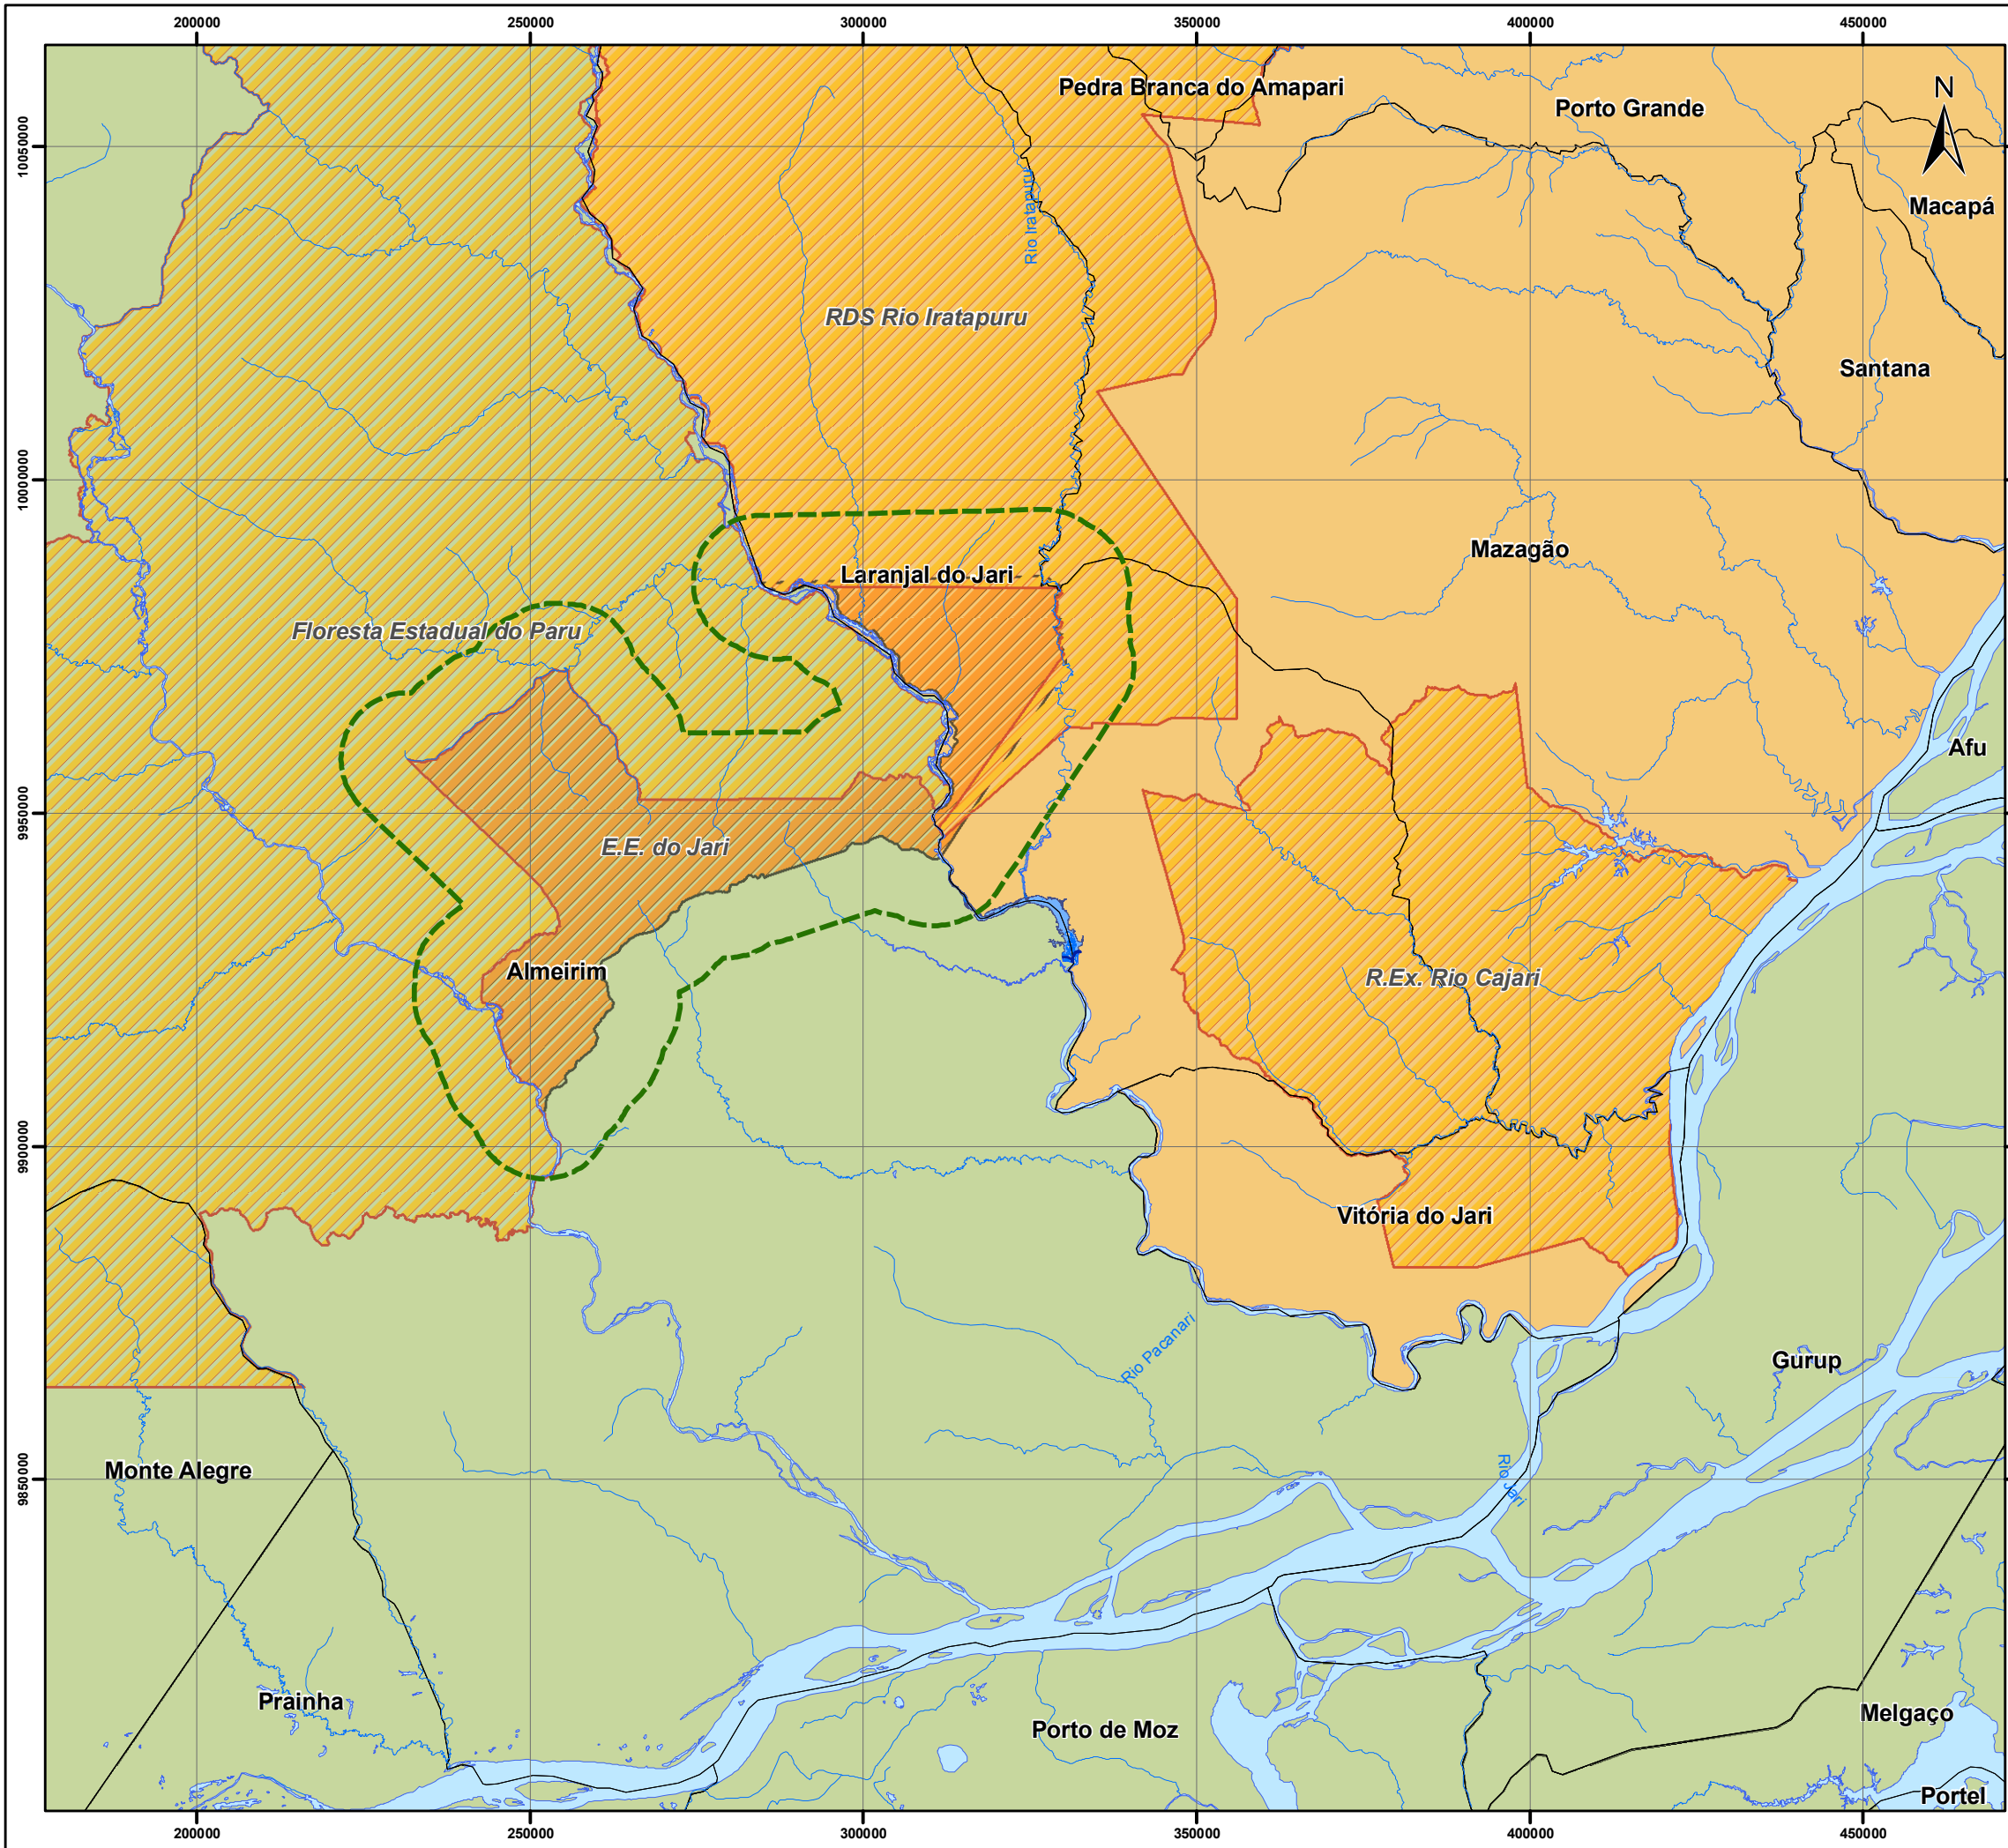 200000 250000 300000 350000 400000 450000
Pedra Branca do Amapari
N
Porto Grande
10050000
Rio Iratapuru
Macapá
RDS Rio Iratapuru
Santana
10000000
Mazagão
Laranjal do Jari
Floresta Estadual do Paru
Afu
9950000
E.E. do Jari
Almeirim
R.Ex. Rio Cajari
9900000
Vitória do Jari
Rio Pacanari
Gurup
Monte Alegre
Rio Jari
9850000
Prainha
Melgaço
Porto de Moz
Portel
200000 250000 300000 350000 400000 450000